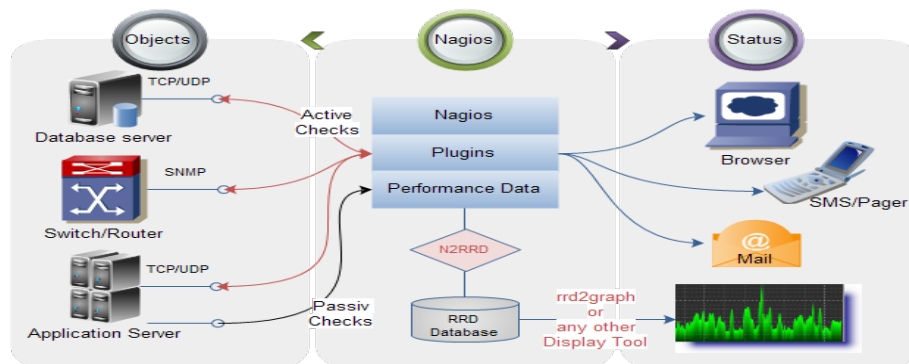 Objects
Nagios
Status
TCP/UDP
Database server
SNMP
Switch/Router
TCP/UDP
Application Server
Active
Checks
Passiv
Checks
Nagios
Plugins
Performance Data
N2RRD
RRD
Database
rrd2graph
or
any other
Display Tool
Browser
SMS/Pager
@
Mail